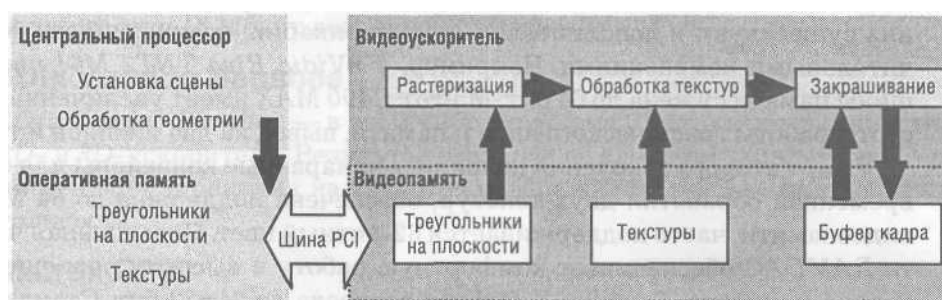 Центральный процессор
Установка сцены
Обработка геометрии
Оперативная память
Треугольники
на плоскости
Текстуры
Шина PCI
Видеоускоритель
Растеризация
Обработка текстур
Закрашивание
Видеопамять
Треугольники
на плоскости
Текстуры
Буфер кадра